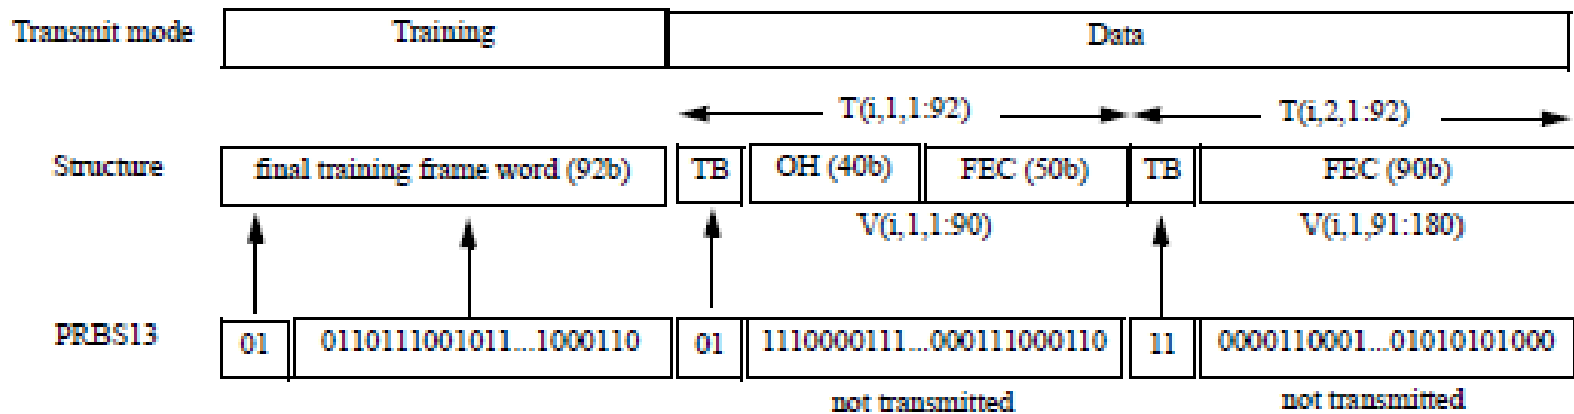 Transmit mode Training Data
T(i,1,1:92) T(i,2,1:92)
Structure final training frame word (92b) TB OH (40b) FEC (50b) TB FEC (90b)
V(i,1,1:90) V(i,1,91:180)
PRBS13 01 0110111001011....1000110 01 1110000111...000111000110 11 0000110001...01010101000
not transmitted not transmitted